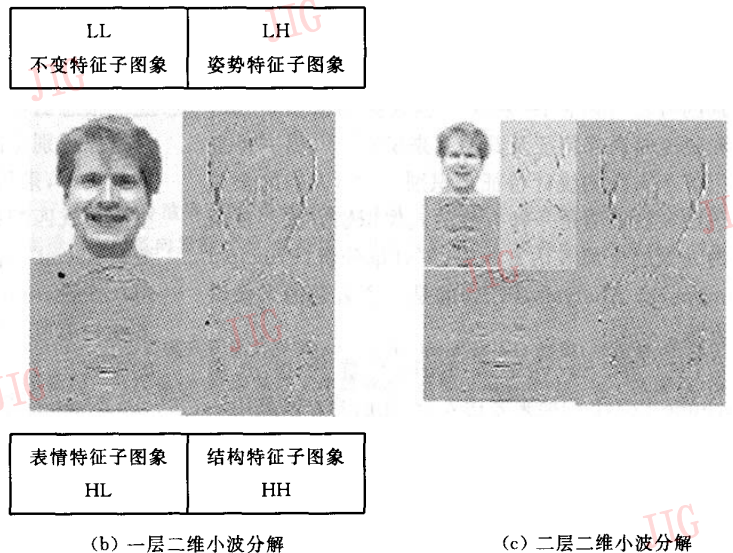 LL
不变特征子图象
LH
姿势特征子图象
JIG
JIG
JIG
JIG
JIG
JIG
表情特征子图象
HL
结构特征子图象
HH
(b) 一层二维小波分解
(c) 二层二维小波分解
JIG